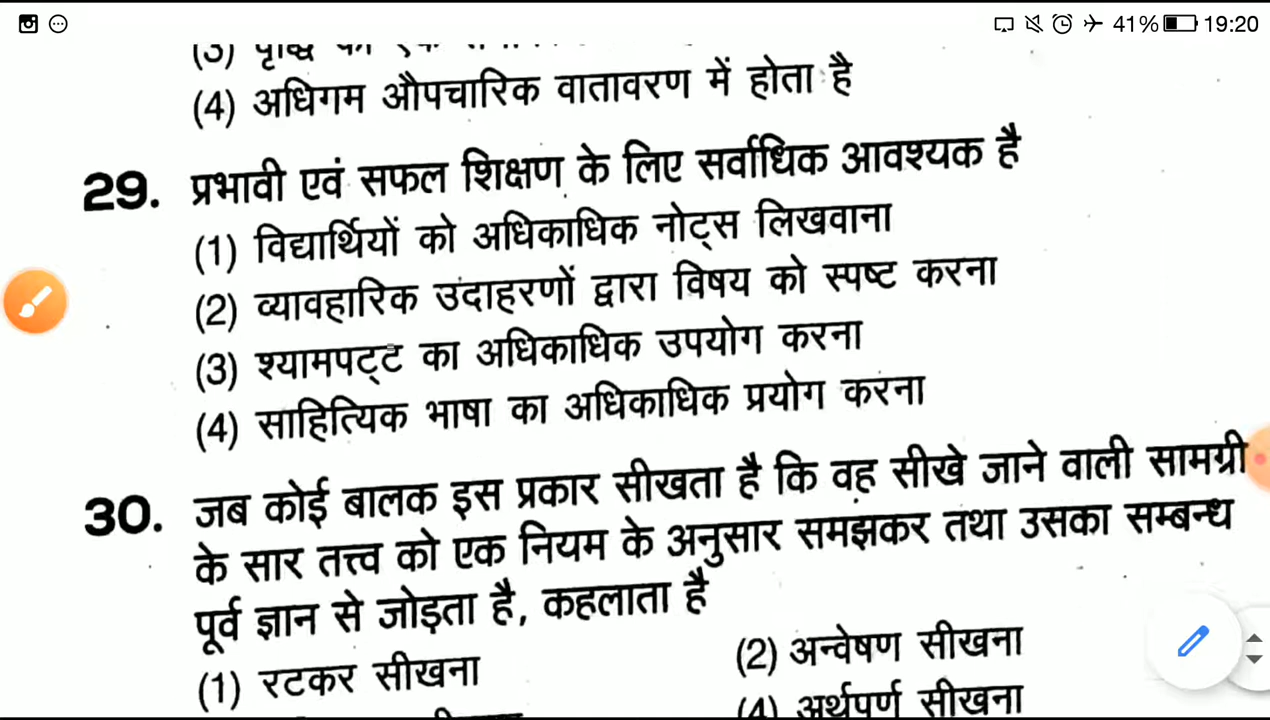 41% 19:20
(4) अधिगम औपचारिक वातावरण में होता है
29. प्रभावी एवं सफल शिक्षण के लिए सर्वाधिक आवश्यक है
(1) विद्यार्थियों को अधिकाधिक नोट्स लिखवाना
(2) व्यावहारिक उदाहरणों द्वारा विषय को स्पष्ट करना
(3) श्यामपट्ट का अधिकाधिक उपयोग करना
(4) साहित्यिक भाषा का अधिकाधिक प्रयोग करना
30. जब कोई बालक इस प्रकार सीखता है कि वह सीखे जाने वाली सामग्री
के सार तत्त्व को एक नियम के अनुसार समझकर तथा उसका सम्बन्ध
पूर्व ज्ञान से जोड़ता है, कहलाता है
(1) रटकर सीखना (2) अन्वेषण सीखना
(4) अर्थपूर्ण सीखना